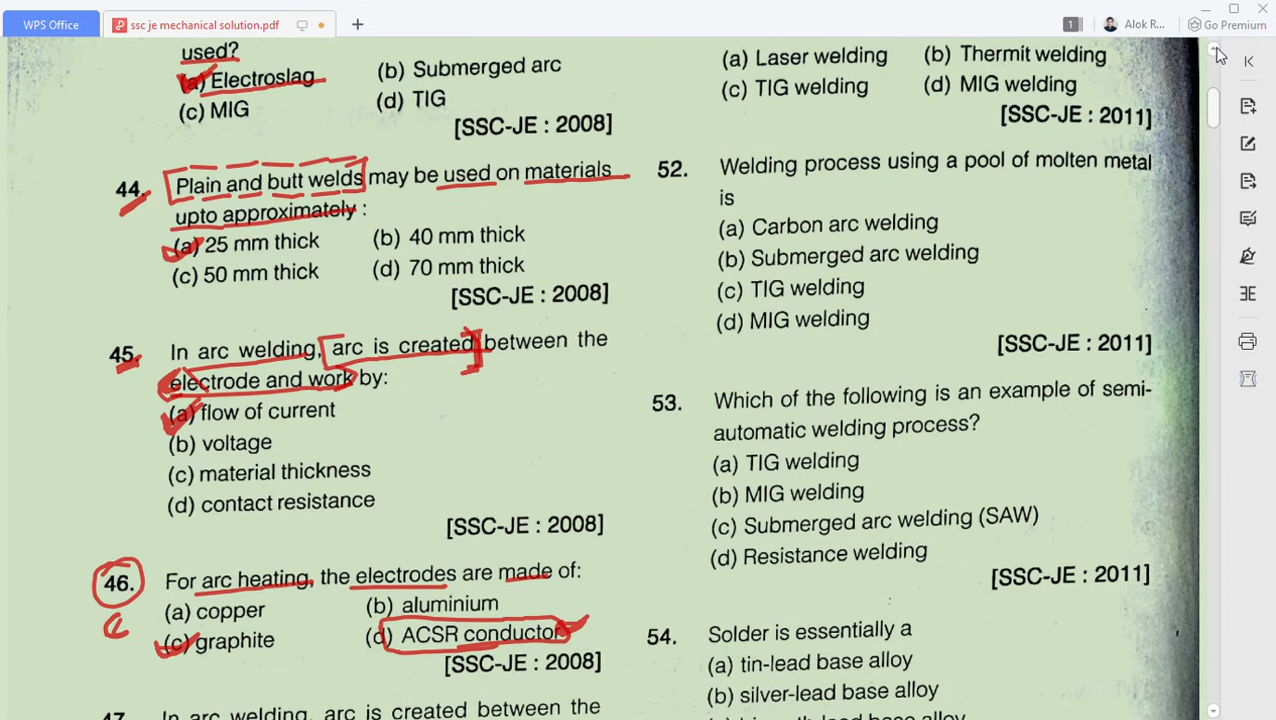 WPS Office
ssc je mechanical solution.pdf
+
1
Alok R...
Go Premium
used?
(a) Electroslag
(b) Submerged arc
(c) MIG
(d) TIG
[SSC-JE : 2008]
44. Plain and butt welds may be used on materials
upto approximately :
(a) 25 mm thick
(b) 40 mm thick
(c) 50 mm thick
(d) 70 mm thick
[SSC-JE : 2008]
45. In arc welding, arc is created between the
electrode and work by:
(a) flow of current
(b) voltage
(c) material thickness
(d) contact resistance
[SSC-JE : 2008]
46. For arc heating, the electrodes are made of:
(a) copper
(b) aluminium
(c) graphite
(d) ACSR conductor
[SSC-JE : 2008]
47. In arc welding, arc is created between the
(a) Laser welding
(b) Thermit welding
(c) TIG welding
(d) MIG welding
[SSC-JE : 2011]
52. Welding process using a pool of molten metal
is
(a) Carbon arc welding
(b) Submerged arc welding
(c) TIG welding
(d) MIG welding
[SSC-JE : 2011]
53. Which of the following is an example of semi-
automatic welding process?
(a) TIG welding
(b) MIG welding
(c) Submerged arc welding (SAW)
(d) Resistance welding
[SSC-JE : 2011]
54. Solder is essentially a
(a) tin-lead base alloy
(b) silver-lead base alloy